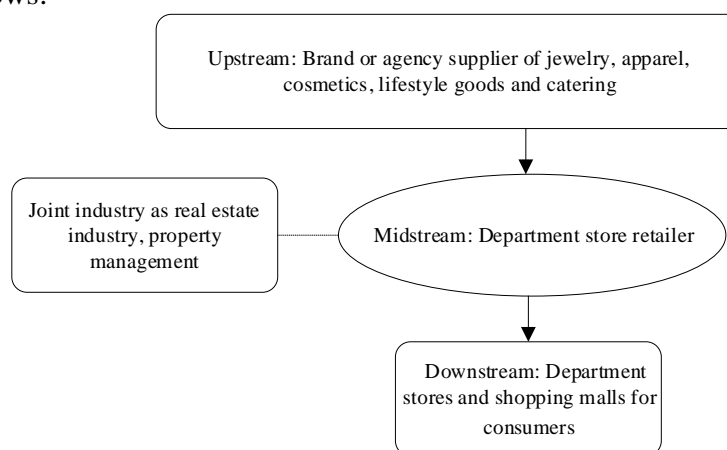 Upstream: Brand or agency supplier of jewelry, apparel,
cosmetics, lifestyle goods and catering
Joint industry as real estate
industry, property
management
Midstream: Department store retailer
Downstream: Department
stores and shopping malls for
consumers